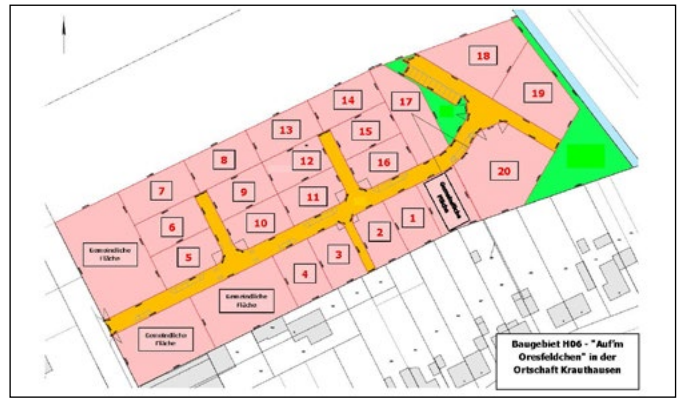 18
19
17
14
13
15
8
12
16
7
9
11
20
6
10
5
1
2
3
4
Gemeindliche
Fläche
Gemeindliche
Fläche
Gemeindliche
Fläche
Gemeindliche
Fläche
Baugebiet H06 - "Auf'm
Oresfeldchen" in der
Ortschaft Krauthausen